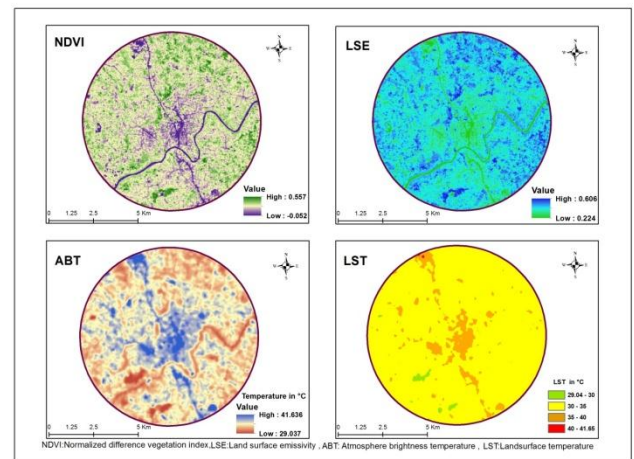 NDVI
N
W E
S
Value
High : 0.557
Low : -0.052
0 1.25 2.5 5 Km
LSE
N
W E
S
Value
High : 0.606
Low : 0.224
0 1.25 2.5 5 Km
ABT
N
W E
S
Temperature in °C
Value
High : 41.636
Low : 29.037
0 1.25 2.5 5 Km
LST
N
W E
S
LST in °C
29.04 - 30
30 - 35
35 - 40
40 - 41.65
0 1.25 2.5 5 Km
NDVI:Normalized difference vegetation index,LSE:Land surface emissivity , ABT: Atmosphere brightness temperature , LST:Landsurface temperature